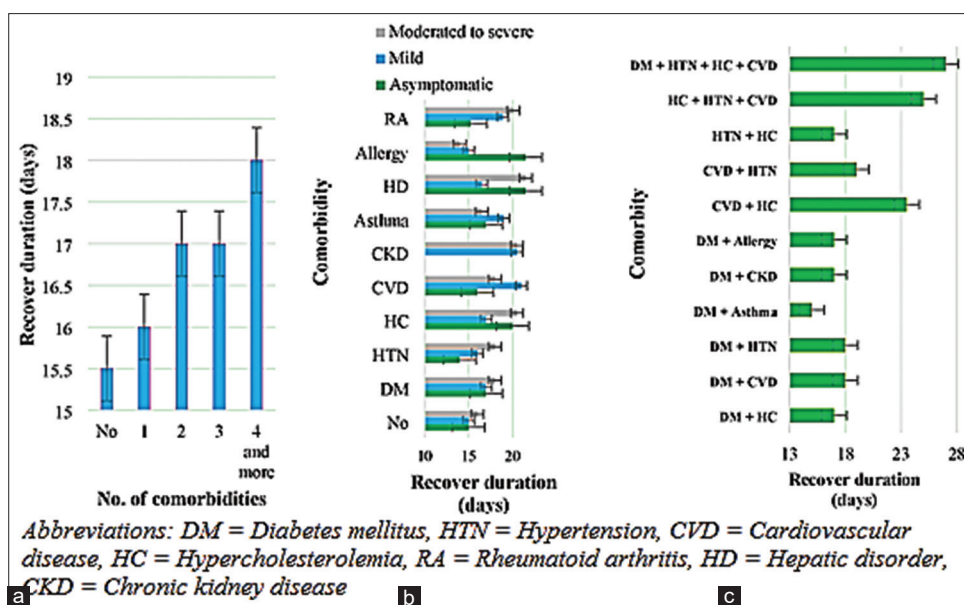 19
18.5
18
17.5
17
16.5
16
15.5
15
Recover duration (days)
No 1 2 3 4
and
more
No. of comorbidities
Moderated to severe
Mild
Asymptomatic
Comorbidity
RA
Allergy
HD
Asthma
CKD
CVD
HC
HTN
DM
No
10 15 20
Recover duration
(days)
Comorbity
DM + HTN + HC + CVD
HC + HTN + CVD
HTN + HC
CVD + HTN
CVD + HC
DM + Allergy
DM + CKD
DM + Asthma
DM + HTN
DM + CVD
DM + HC
13 18 23 28
Recover duration
(days)
Abbreviations: DM = Diabetes mellitus, HTN = Hypertension, CVD = Cardiovascular
disease, HC = Hypercholesterolemia, RA = Rheumatoid arthritis, HD = Hepatic disorder,
CKD = Chronic kidney disease
a b c